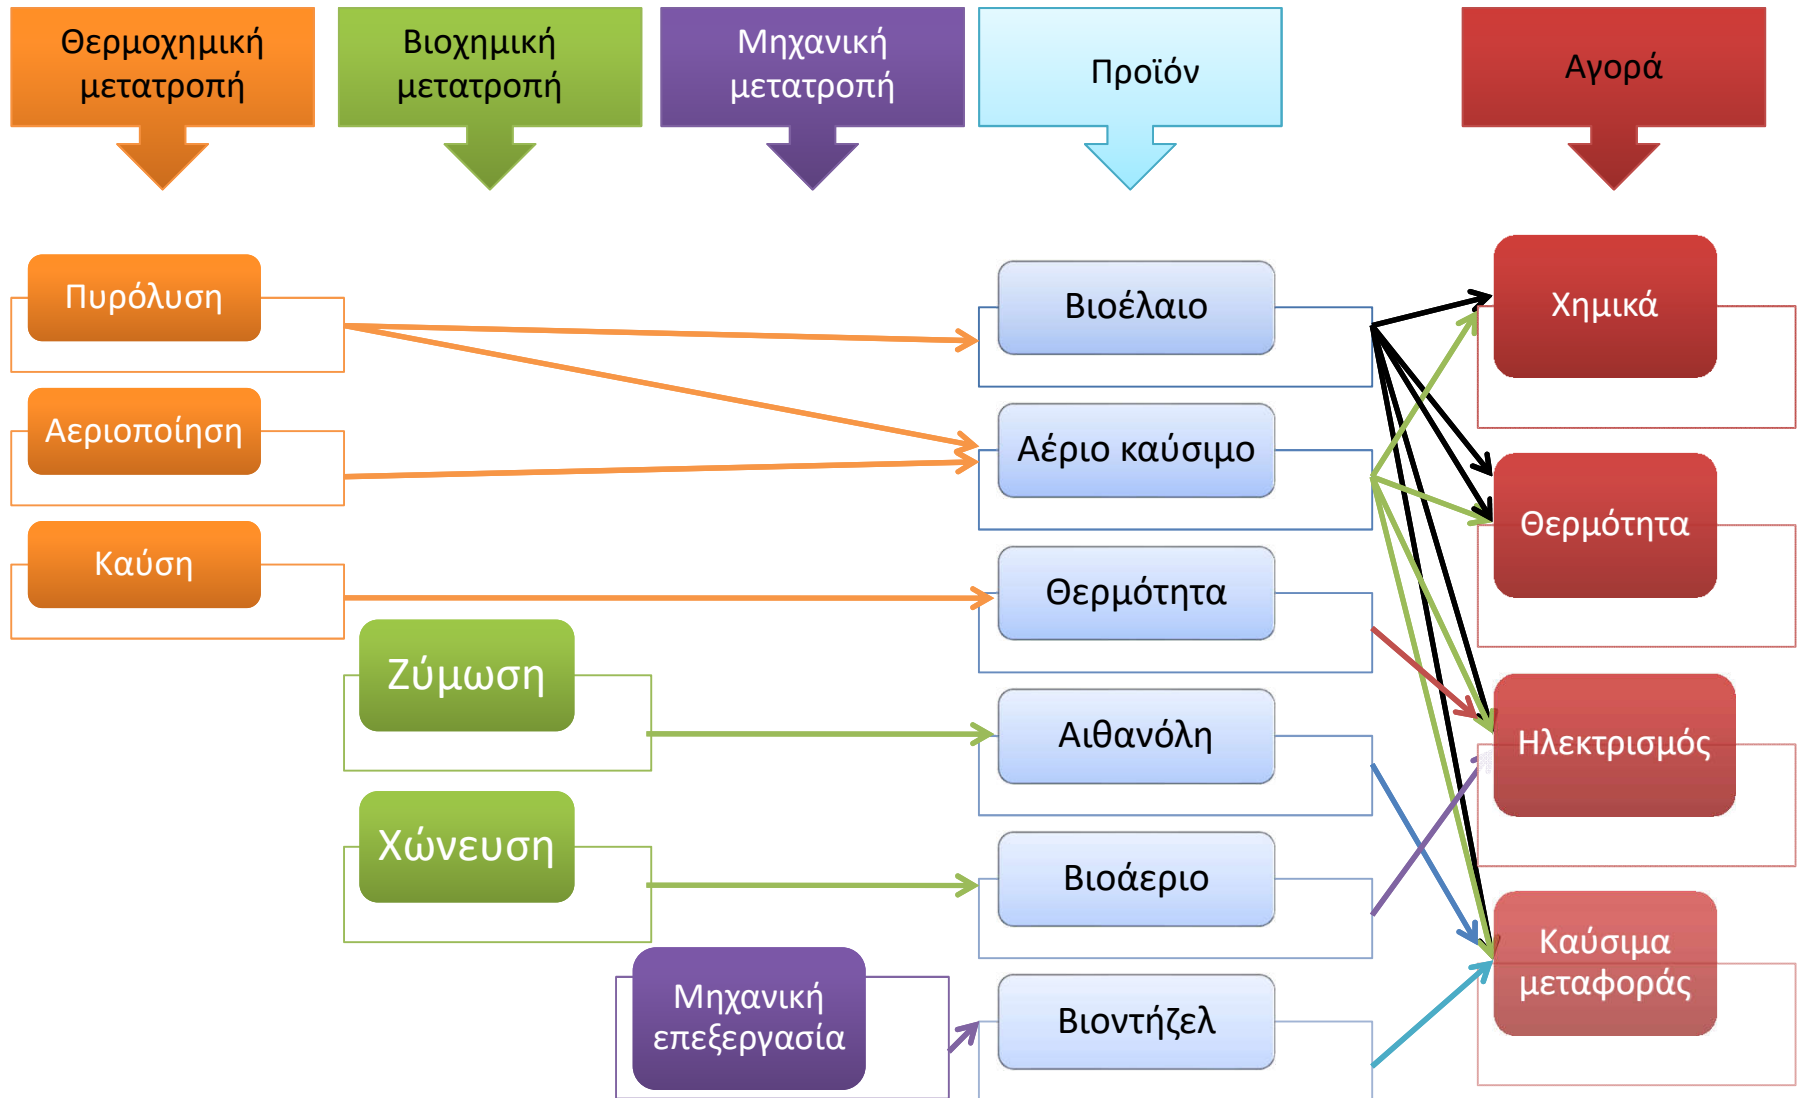 Θερμοχημική
μετατροπή
Βιοχημική
μετατροπή
Μηχανική
μετατροπή
Προϊόν
Αγορά
Πυρόλυση
Αεριοποίηση
Καύση
Ζύμωση
Χώνευση
Μηχανική
επεξεργασία
Βιοέλαιο
Αέριο καύσιμο
Θερμότητα
Αιθανόλη
Βιοάεριο
Βιοντήζελ
Χημικά
Θερμότητα
Ηλεκτρισμός
Καύσιμα
μεταφοράς